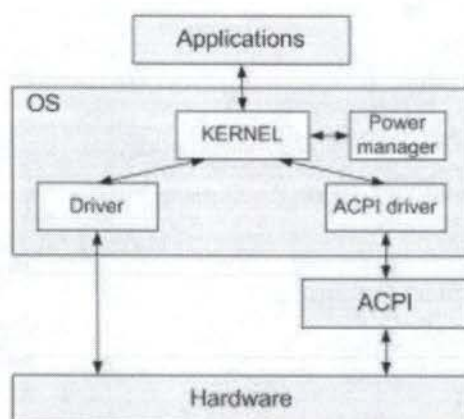 Applications
OS
KERNEL
Power
manager
Driver
ACPI driver
ACPI
Hardware